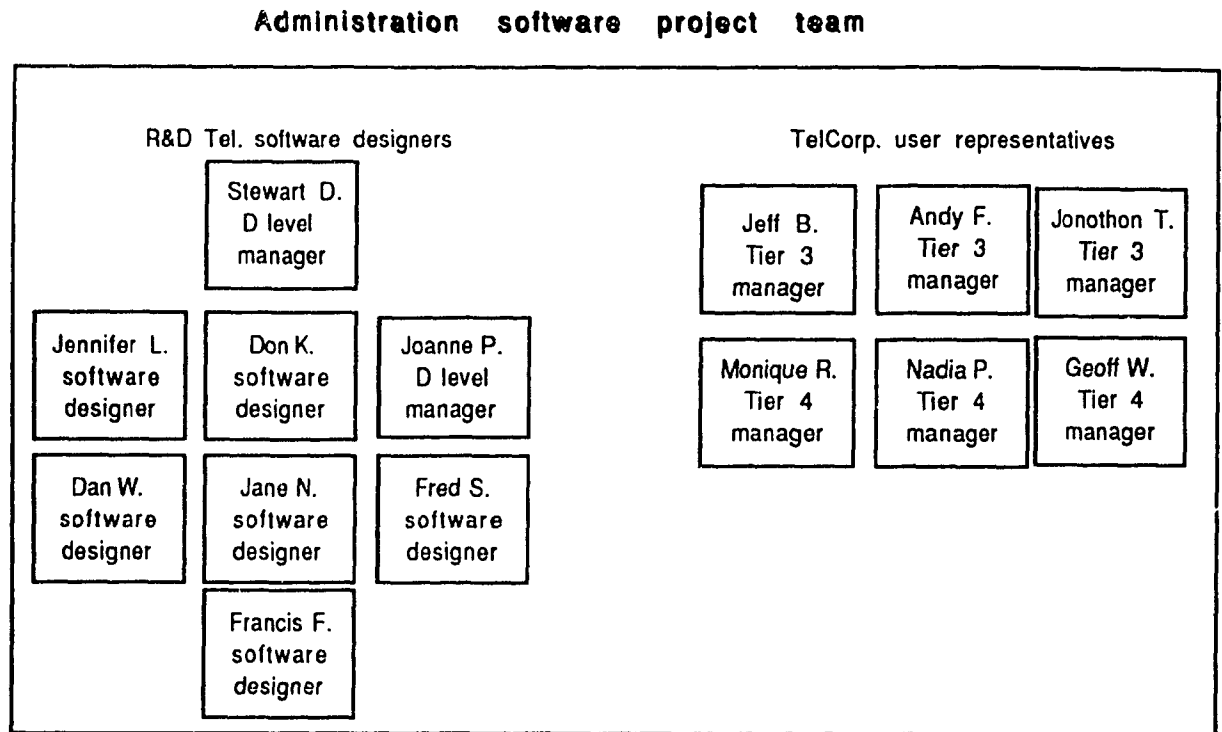 Administration software project team
R&D Tel. software designers
Stewart D.
D level
manager
Jennifer L.
software
designer
Don K.
software
designer
Joanne P.
D level
manager
Dan W.
software
designer
Jane N.
software
designer
Fred S.
software
designer
Francis F.
software
designer
TelCorp. user representatives
Jeff B.
Tier 3
manager
Andy F.
Tier 3
manager
Jonothon T.
Tier 3
manager
Monique R.
Tier 4
manager
Nadia P.
Tier 4
manager
Geoff W.
Tier 4
manager